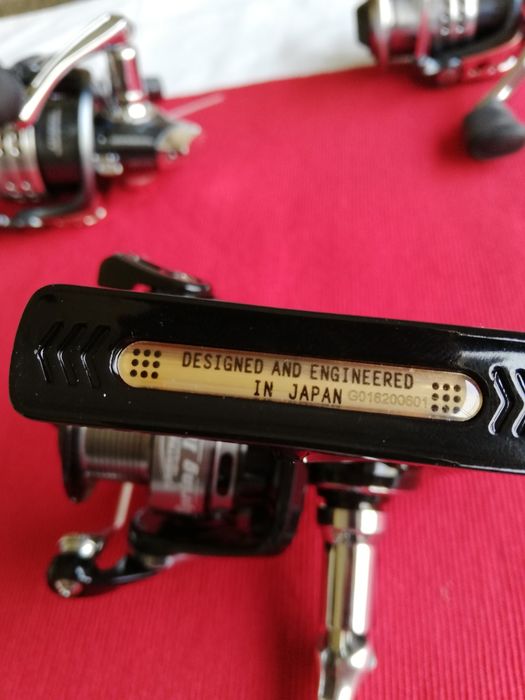 DESIGNED AND ENGINEERED
IN JAPAN G016200601